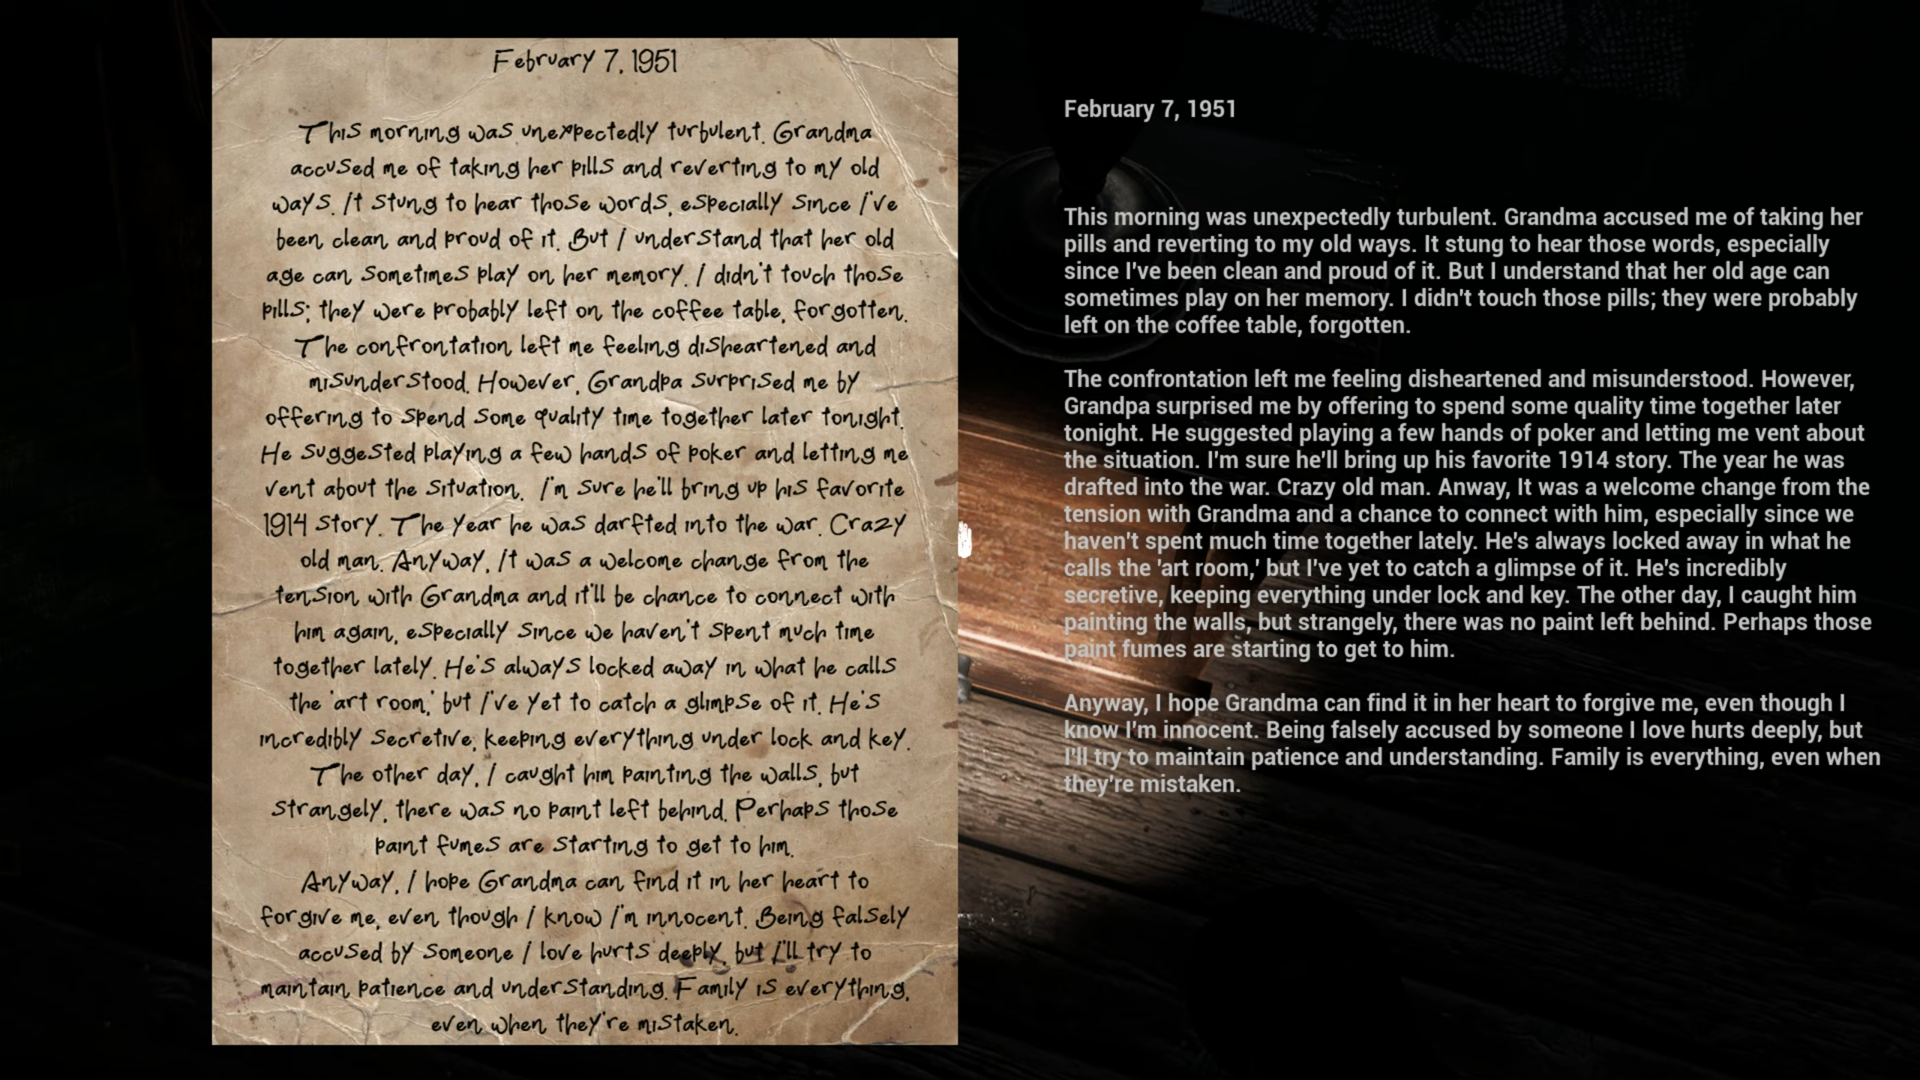 February 7, 1951
This morning was unexpectedly turbulent. Grandma
accused me of taking her pills and reverting to my old
ways. It stung to hear those words, especially since I've
been clean and proud of it. But I understand that her old
age can sometimes play on her memory. I didn't touch those
pills; they were probably left on the coffee table, forgotten.
The confrontation left me feeling disheartened and
misunderstood. However, Grandpa surprised me by
offering to spend some quality time together later tonight.
He suggested playing a few hands of poker and letting me
vent about the situation. I'm sure he'll bring up his favorite
1914 story. The year he was darfted into the war. Crazy
old man. Anyway, It was a welcome change from the
tension with Grandma and it'll be chance to connect with
him again, especially since we haven't spent much time
together lately. He's always locked away in what he calls
the 'art room,' but I've yet to catch a glimpse of it. He's
incredibly secretive, keeping everything under lock and key.
The other day, I caught him painting the walls, but
strangely, there was no paint left behind. Perhaps those
paint fumes are starting to get to him.
Anyway, I hope Grandma can find it in her heart to
forgive me, even though I know I'm innocent. Being falsely
accused by someone I love hurts deeply, but I'll try to
maintain patience and understanding. Family is everything,
even when they're mistaken.
February 7, 1951
This morning was unexpectedly turbulent. Grandma accused me of taking her
pills and reverting to my old ways. It stung to hear those words, especially
since I've been clean and proud of it. But I understand that her old age can
sometimes play on her memory. I didn't touch those pills; they were probably
left on the coffee table, forgotten.
The confrontation left me feeling disheartened and misunderstood. However,
Grandpa surprised me by offering to spend some quality time together later
tonight. He suggested playing a few hands of poker and letting me vent about
the situation. I'm sure he'll bring up his favorite 1914 story. The year he was
drafted into the war. Crazy old man. Anway, It was a welcome change from the
tension with Grandma and a chance to connect with him, especially since we
haven't spent much time together lately. He's always locked away in what he
calls the 'art room,' but I've yet to catch a glimpse of it. He's incredibly
secretive, keeping everything under lock and key. The other day, I caught him
painting the walls, but strangely, there was no paint left behind. Perhaps those
paint fumes are starting to get to him.
Anyway, I hope Grandma can find it in her heart to forgive me, even though I
know I'm innocent. Being falsely accused by someone I love hurts deeply, but
I'll try to maintain patience and understanding. Family is everything, even when
they're mistaken.